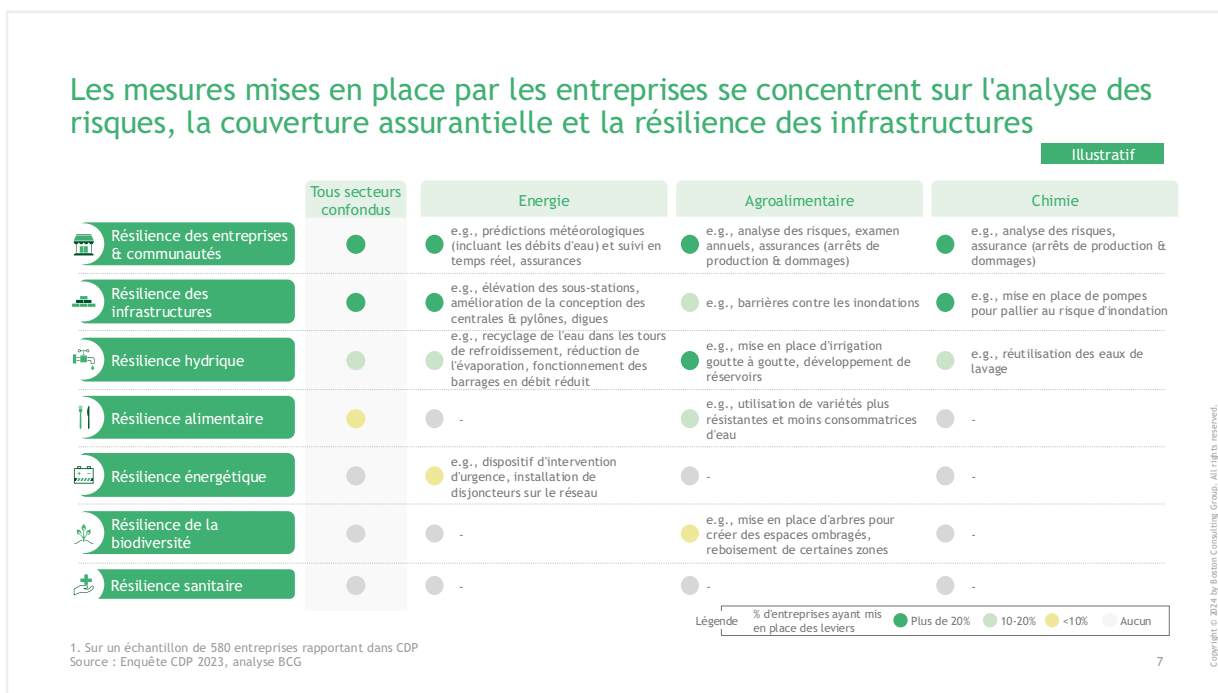 Les mesures mises en place par les entreprises se concentrent sur l'analyse des
risques, la couverture assurantielle et la résilience des infrastructures
Illustratif
Tous secteurs
confondus
Energie
Agroalimentaire
Chimie
Résilience des entreprises
& communautés
e.g., prédictions météorologiques
(incluant les débits d'eau) et suivi en
temps réel, assurances
e.g., analyse des risques, examen
annuels, assurances (arrêts de
production & dommages)
e.g., analyse des risques,
assurance (arrêts de production &
dommages)
Résilience des
infrastructures
e.g., élévation des sous-stations,
amélioration de la conception des
centrales & pylônes, digues
e.g., barrières contre les inondations
e.g., mise en place de pompes
pour pallier au risque d'inondation
Résilience hydrique
e.g., recyclage de l'eau dans les tours
de refroidissement, réduction de
l'évaporation, fonctionnement des
barrages en débit réduit
e.g., mise en place d'irrigation
goutte à goutte, développement de
réservoirs
e.g., réutilisation des eaux de
lavage
Résilience alimentaire
-
e.g., utilisation de variétés plus
résistantes et moins consommatrices
d'eau
-
Résilience énergétique
e.g., dispositif d'intervention
d'urgence, installation de
disjoncteurs sur le réseau
-
-
Résilience de la
biodiversité
-
e.g., mise en place d'arbres pour
créer des espaces ombragés,
reboisement de certaines zones
-
Résilience sanitaire
-
-
-
Légende
% d'entreprises ayant mis
en place des leviers
Plus de 20%
10-20%
<10%
Aucun
1. Sur un échantillon de 580 entreprises rapportant dans CDP
Source : Enquête CDP 2023, analyse BCG
7
Copyright © 2024 by Boston Consulting Group. All rights reserved.